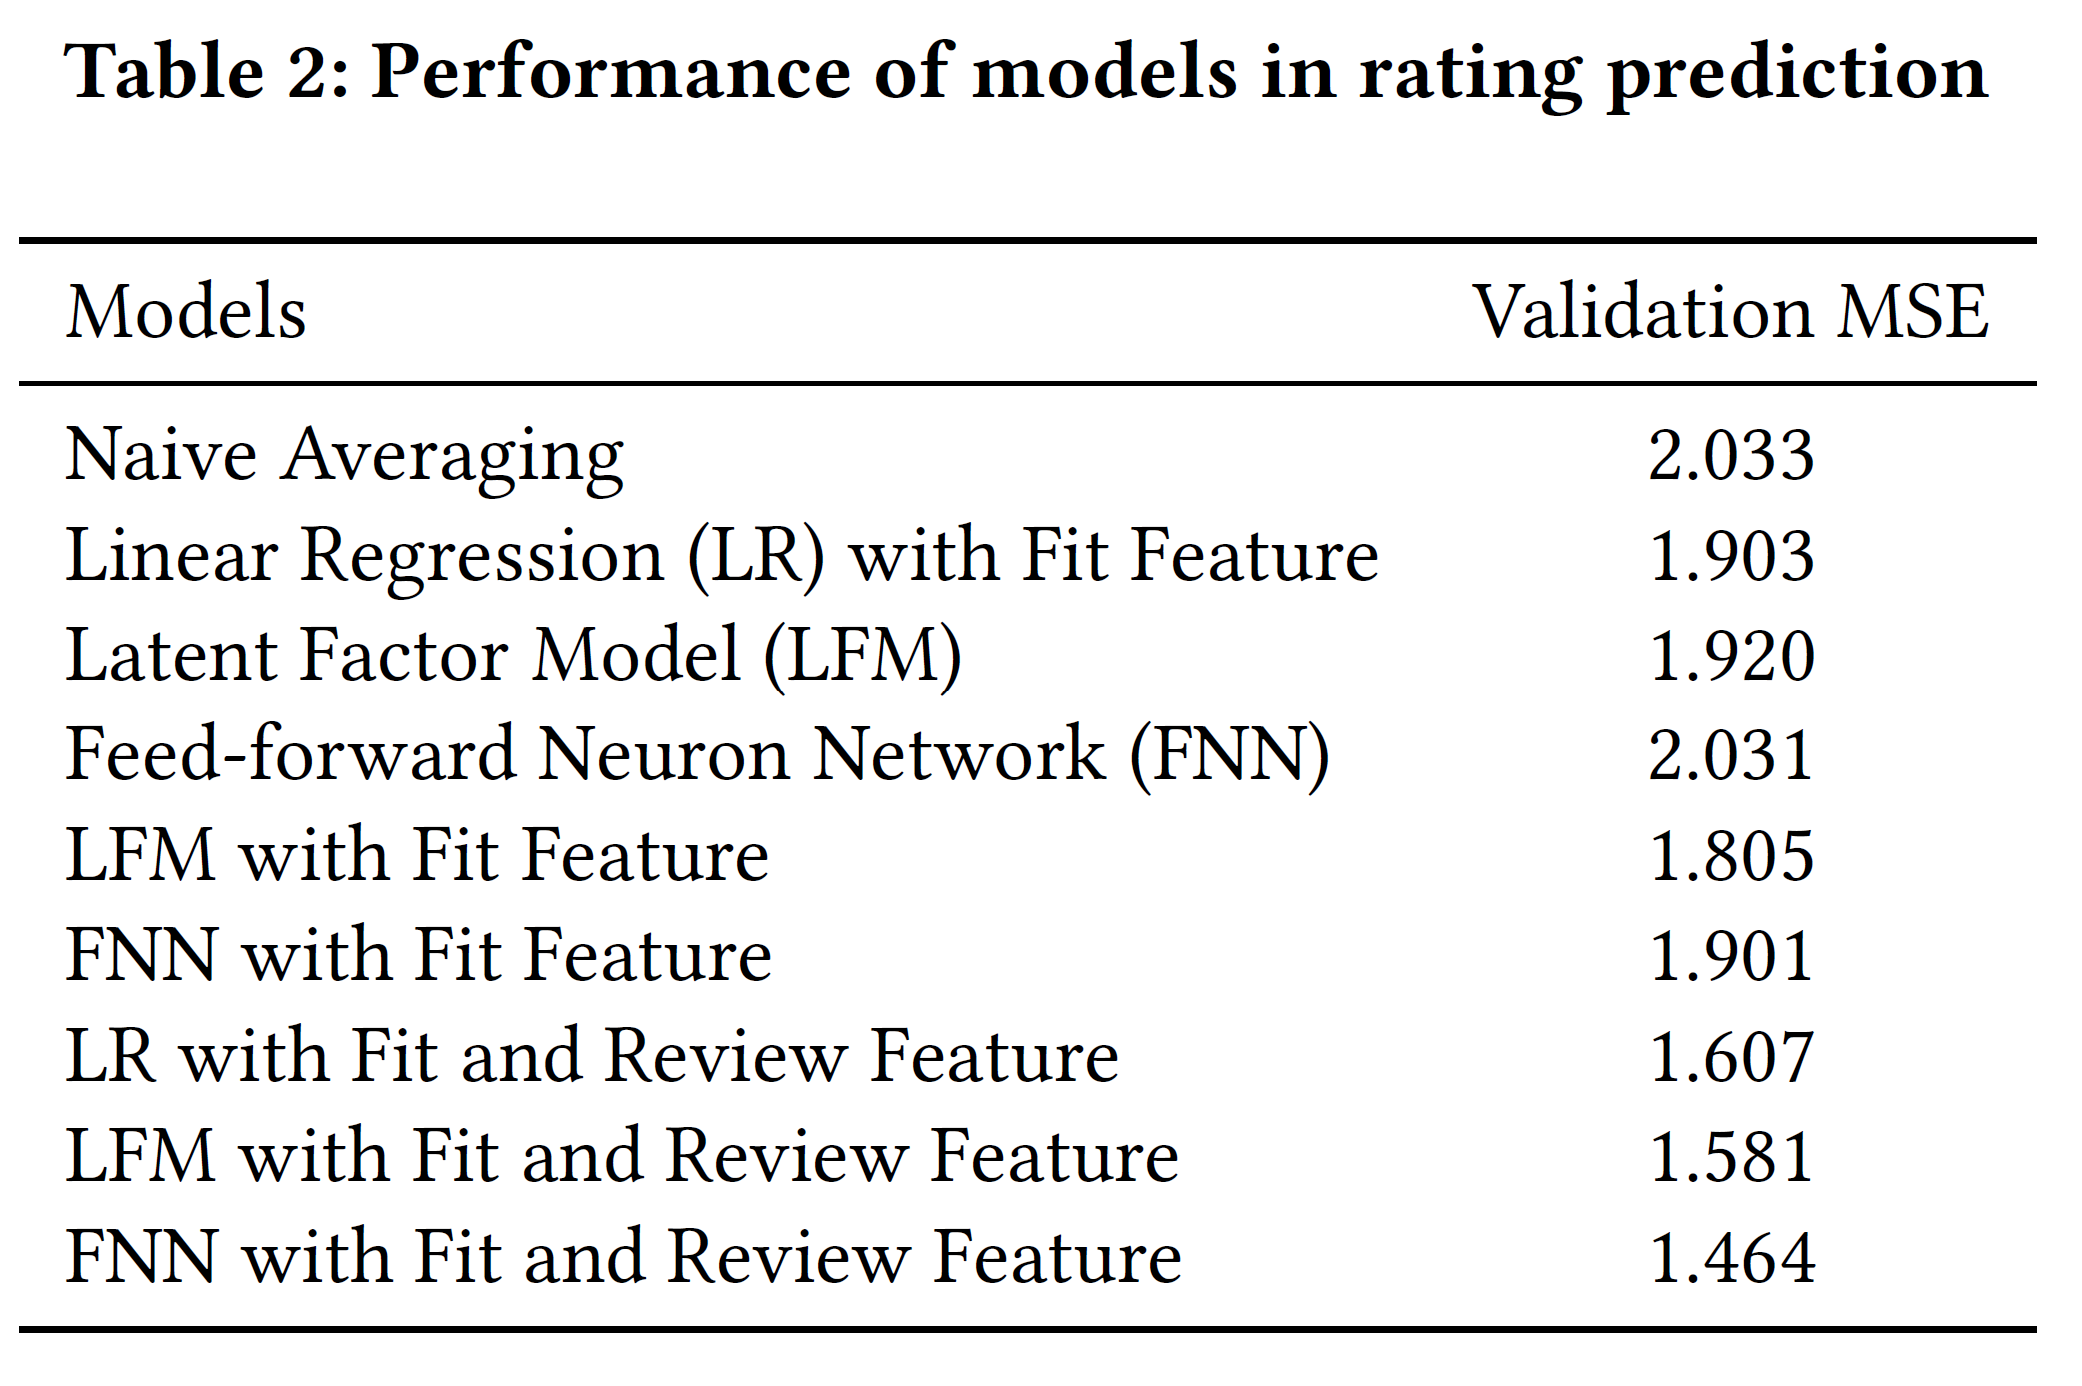 Table 2: Performance of models in rating prediction
Models Validation MSE
Naive Averaging 2.033
Linear Regression (LR) with Fit Feature 1.903
Latent Factor Model (LFM) 1.920
Feed-forward Neuron Network (FNN) 2.031
LFM with Fit Feature 1.805
FNN with Fit Feature 1.901
LR with Fit and Review Feature 1.607
LFM with Fit and Review Feature 1.581
FNN with Fit and Review Feature 1.464